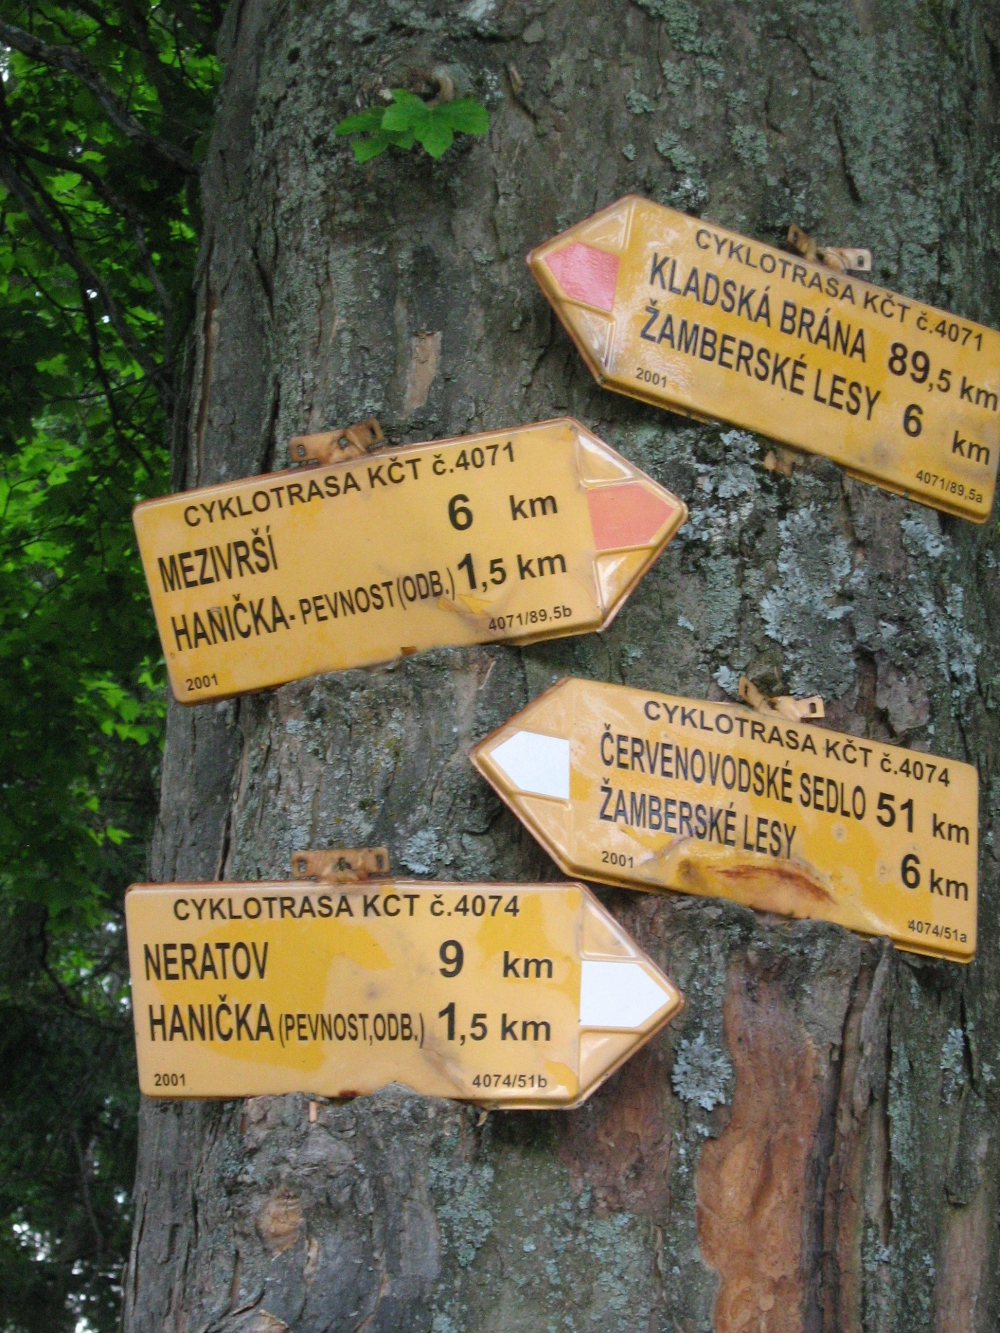 CYKLOTRASA KČT č.4071
KLADSKÁ BRÁNA 89,5 km
ŽAMBERSKÉ LESY 6 km
2001 4071/89,5a
CYKLOTRASA KČT č.4071
MEZIVRŠÍ 6 km
HANIČKA-PEVNOST(ODB.) 1,5 km
2001 4071/89,5b
CYKLOTRASA KČT č.4074
ČERVENOVODSKÉ SEDLO 51 km
ŽAMBERSKÉ LESY 6 km
2001 4074/51a
CYKLOTRASA KČT č.4074
NERATOV 9 km
HANIČKA(PEVNOST,ODB.) 1,5 km
2001 4074/51b